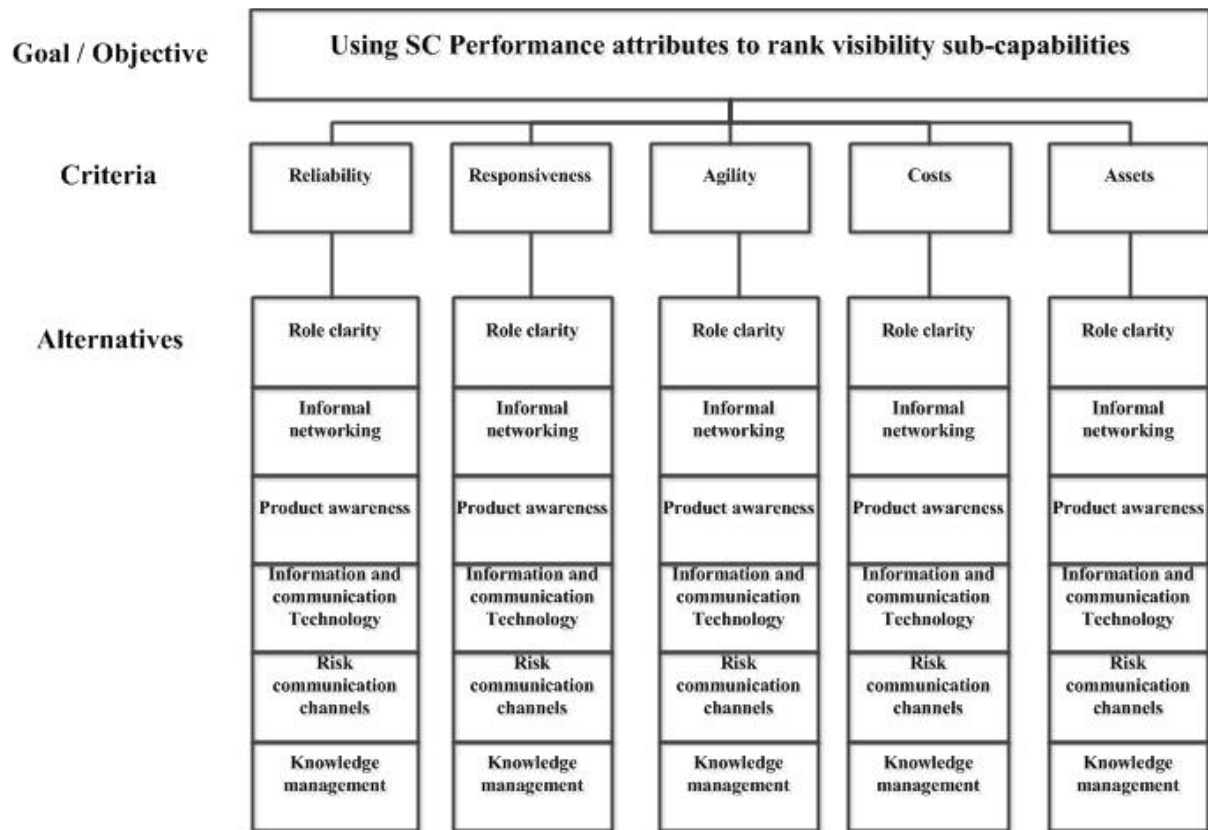 Goal / Objective
Using SC Performance attributes to rank visibility sub-capabilities
Criteria
Reliability
Responsiveness
Agility
Costs
Assets
Alternatives
Role clarity
Informal
networking
Product awareness
Information and
communication
Technology
Risk
communication
channels
Knowledge
management
Role clarity
Informal
networking
Product awareness
Information and
communication
Technology
Risk
communication
channels
Knowledge
management
Role clarity
Informal
networking
Product awareness
Information and
communication
Technology
Risk
communication
channels
Knowledge
management
Role clarity
Informal
networking
Product awareness
Information and
communication
Technology
Risk
communication
channels
Knowledge
management
Role clarity
Informal
networking
Product awareness
Information and
communication
Technology
Risk
communication
channels
Knowledge
management